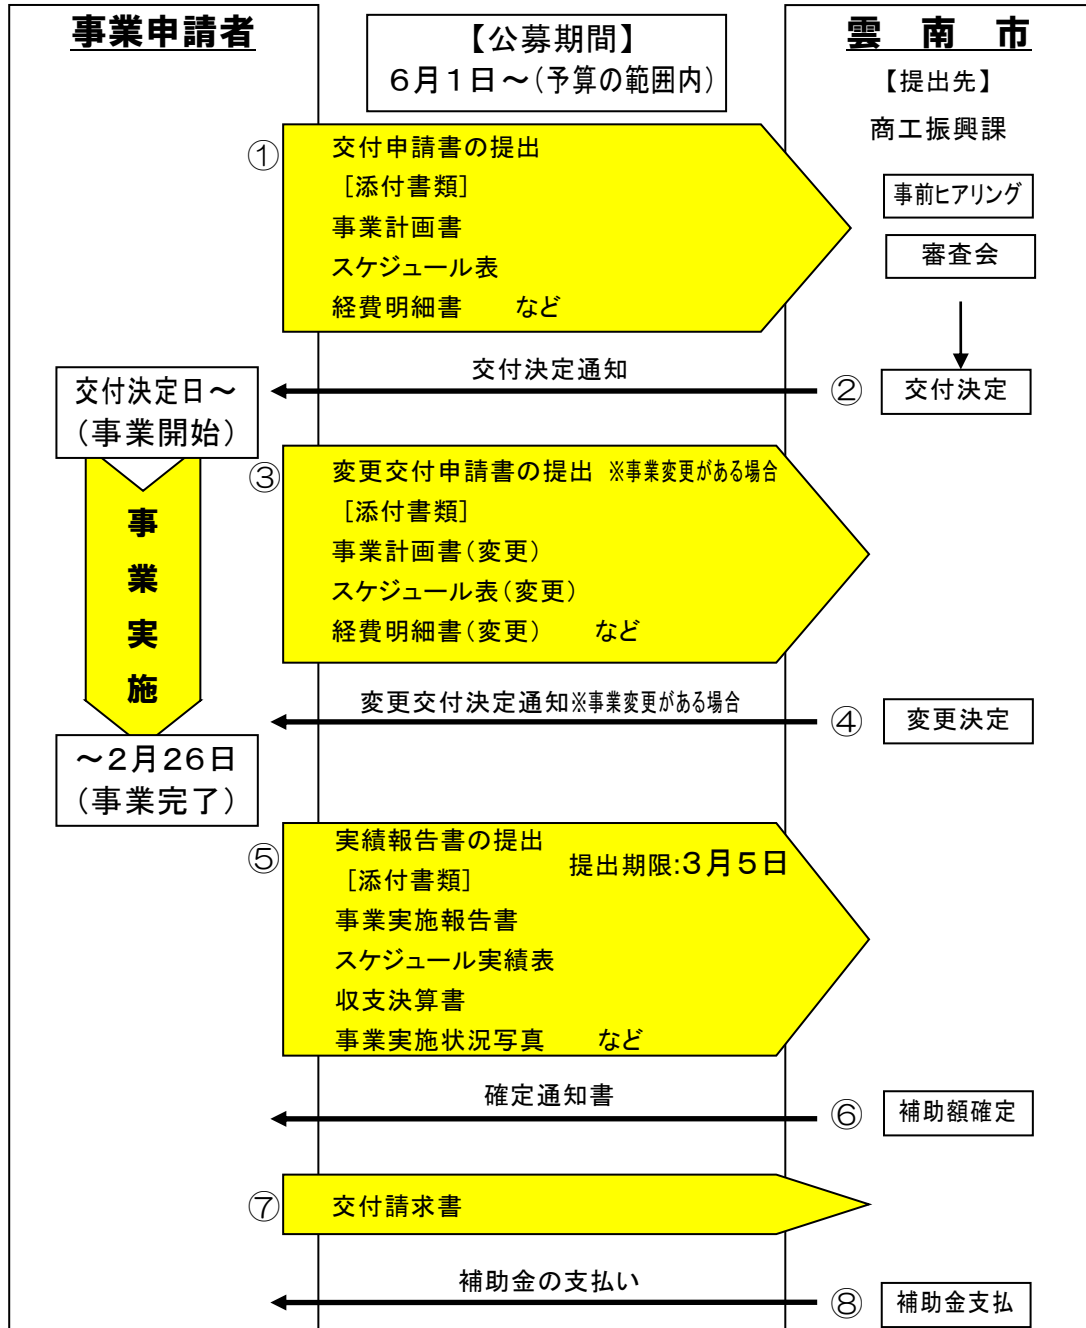 事業申請者
【公募期間】
６月１日～（予算の範囲内）
雲　南　市
【提出先】
商工振興課
事前ヒアリング
審査会
①
交付申請書の提出
［添付書類］
事業計画書
スケジュール表
経費明細書　　など
交付決定通知
②
交付決定
交付決定日～
（事業開始）
事業実施
③
変更交付申請書の提出 ※事業変更がある場合
［添付書類］
事業計画書（変更）
スケジュール表（変更）
経費明細書（変更）　　など
変更交付決定通知※事業変更がある場合
④
変更決定
～２月２６日
（事業完了）
⑤
実績報告書の提出
提出期限:３月５日
［添付書類］
事業実施報告書
スケジュール実績表
収支決算書
事業実施状況写真　　など
確定通知書
⑥
補助額確定
⑦
交付請求書
補助金の支払い
⑧
補助金支払